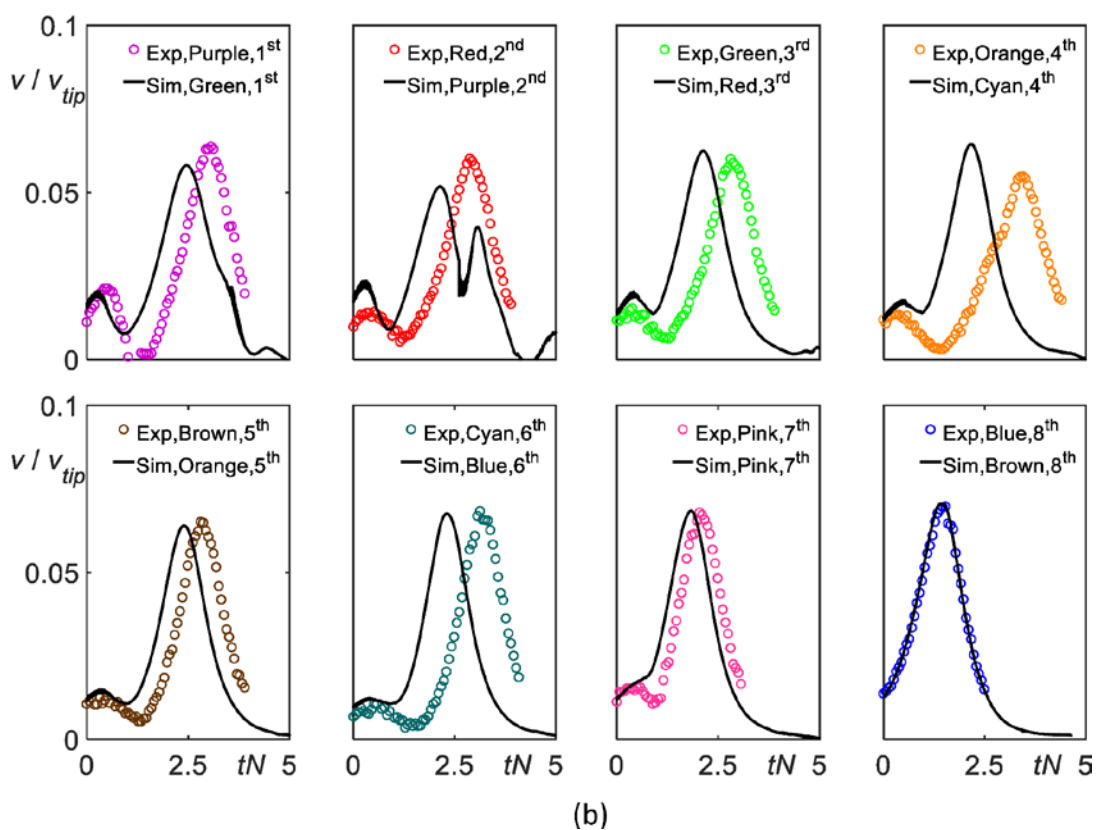 0.1
Exp,Purple,1st
Sim,Green,1st
Exp,Red,2nd
Sim,Purple,2nd
Exp,Green,3rd
Sim,Red,3rd
Exp,Orange,4th
Sim,Cyan,4th
v / vtip
0.05
0
0.1
Exp,Brown,5th
Sim,Orange,5th
Exp,Cyan,6th
Sim,Blue,6th
Exp,Pink,7th
Sim,Pink,7th
Exp,Blue,8th
Sim,Brown,8th
v / vtip
0.05
0
0 2.5 tN 5
0 2.5 tN 5
0 2.5 tN 5
0 2.5 tN 5
(b)